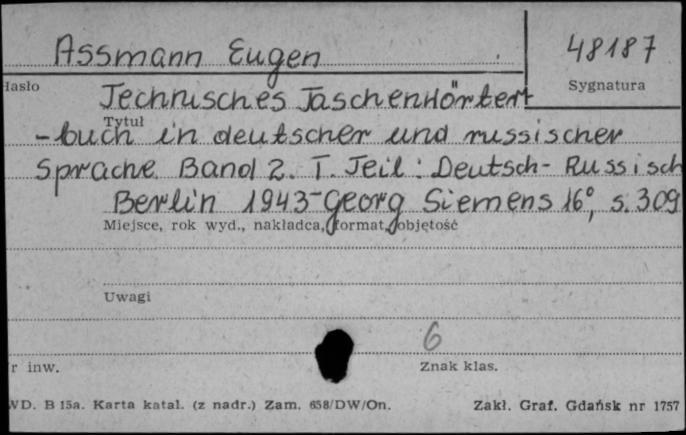 Assmann Eugen 48187
Hasło Sygnatura
Technisches Taschenwörtert
Tytuł
-buch in deutscher und russischer
Sprache. Band 2. I. Teil: Deutsch-Russisch
Berlin 1943-Georg Siemens 16°, s. 309
Miejsce, rok wyd., nakładca, format, objętość
Uwagi
6
r inw. Znak klas.
WD. B 15a. Karta katal. (z nadr.) Zam. 658/DW/On. Zakł. Graf. Gdańsk nr 1757